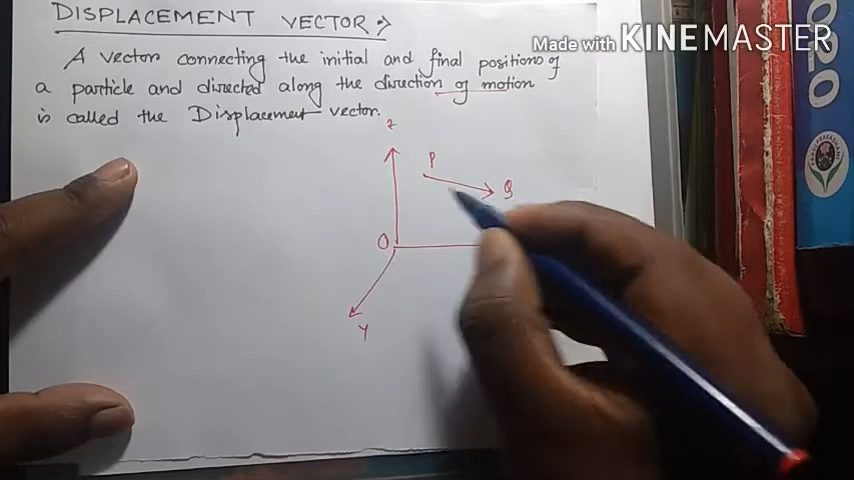 DISPLACEMENT VECTOR :→
Made with KINEMASTER
A vector connecting the initial and final positions of
a particle and directed along the direction of motion
is called the Displacement vector.
Z
P
Q
O
Y
2020